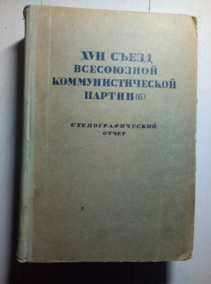 XVII СЪЕЗД
ВСЕСОЮЗНОЙ
КОММУНИСТИЧЕСКОЙ
ПАРТИИ(б)
СТЕНОГРАФИЧЕСКИЙ
ОТЧЕТ